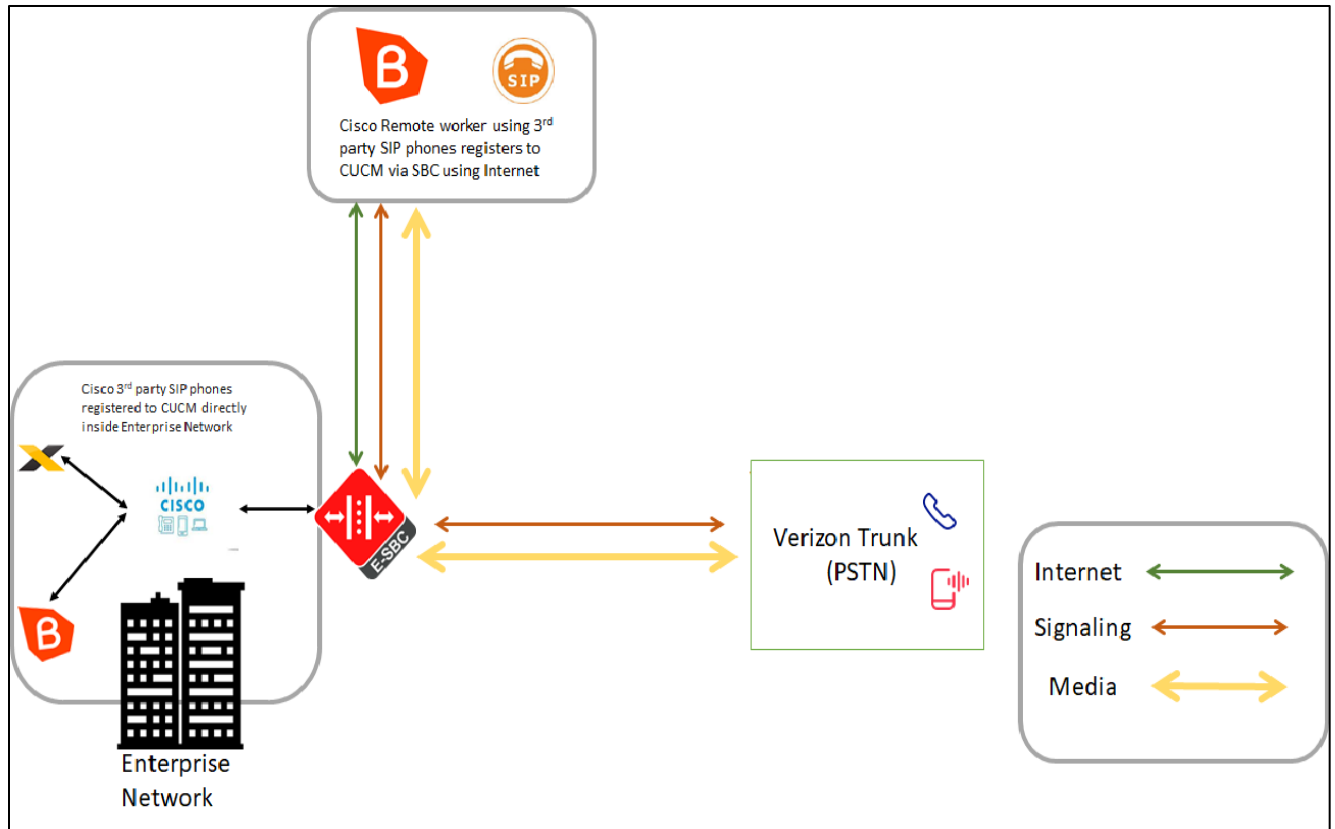 B
SIP
Cisco Remote worker using 3rd
party SIP phones registers to
CUCM via SBC using Internet
Cisco 3rd party SIP phones
registered to CUCM directly
inside Enterprise Network
CISCO
E-SBC
B
Enterprise
Network
Verizon Trunk
(PSTN)
Internet
Signaling
Media